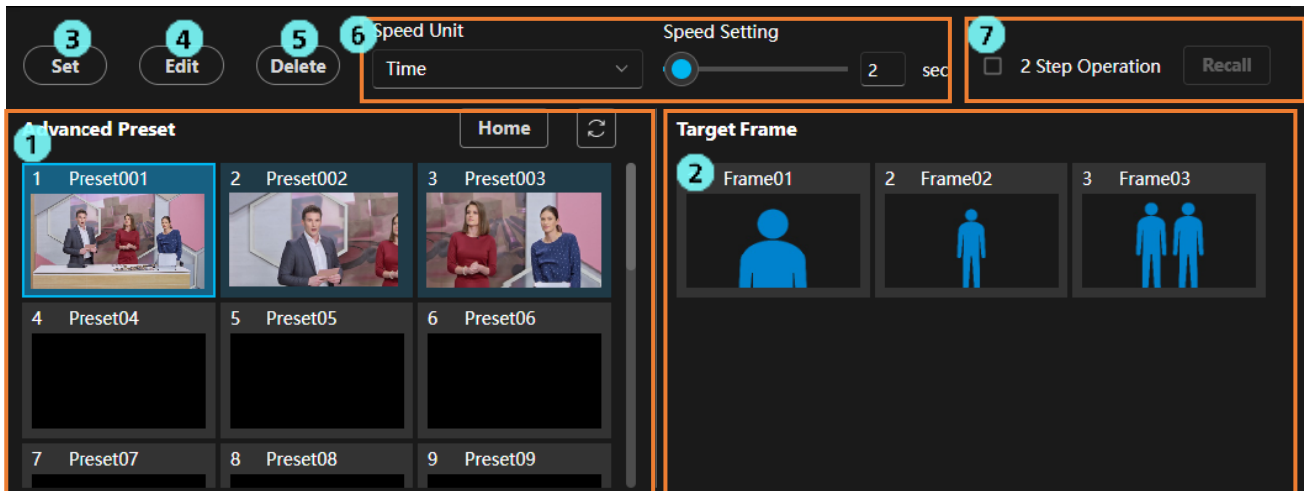 3 4 5 6 Speed Unit Speed Setting 7
Set Edit Delete Time 2 sec 2 Step Operation Recall
1 Advanced Preset Home Target Frame
1 Preset001 2 Preset002 3 Preset003 2 Frame01 2 Frame02 3 Frame03
4 Preset04 5 Preset05 6 Preset06
7 Preset07 8 Preset08 9 Preset09